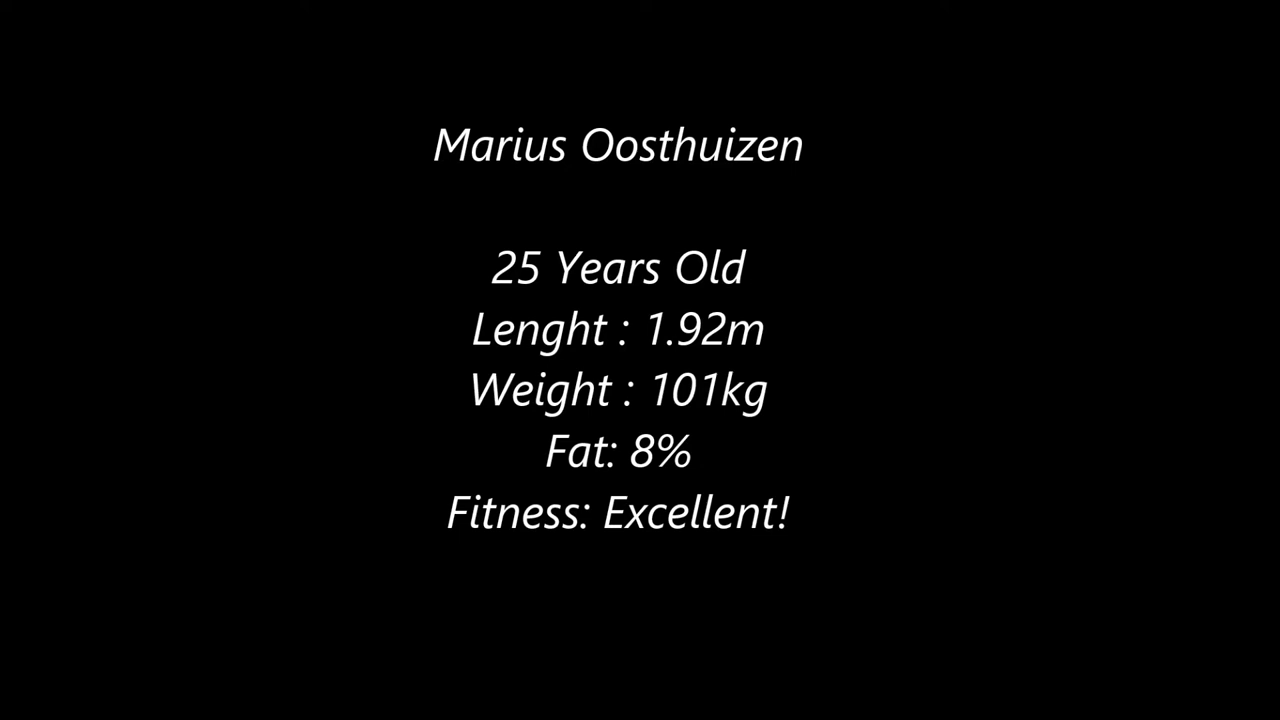 Marius Oosthuizen
25 Years Old
Lenght : 1.92m
Weight : 101kg
Fat: 8%
Fitness: Excellent!